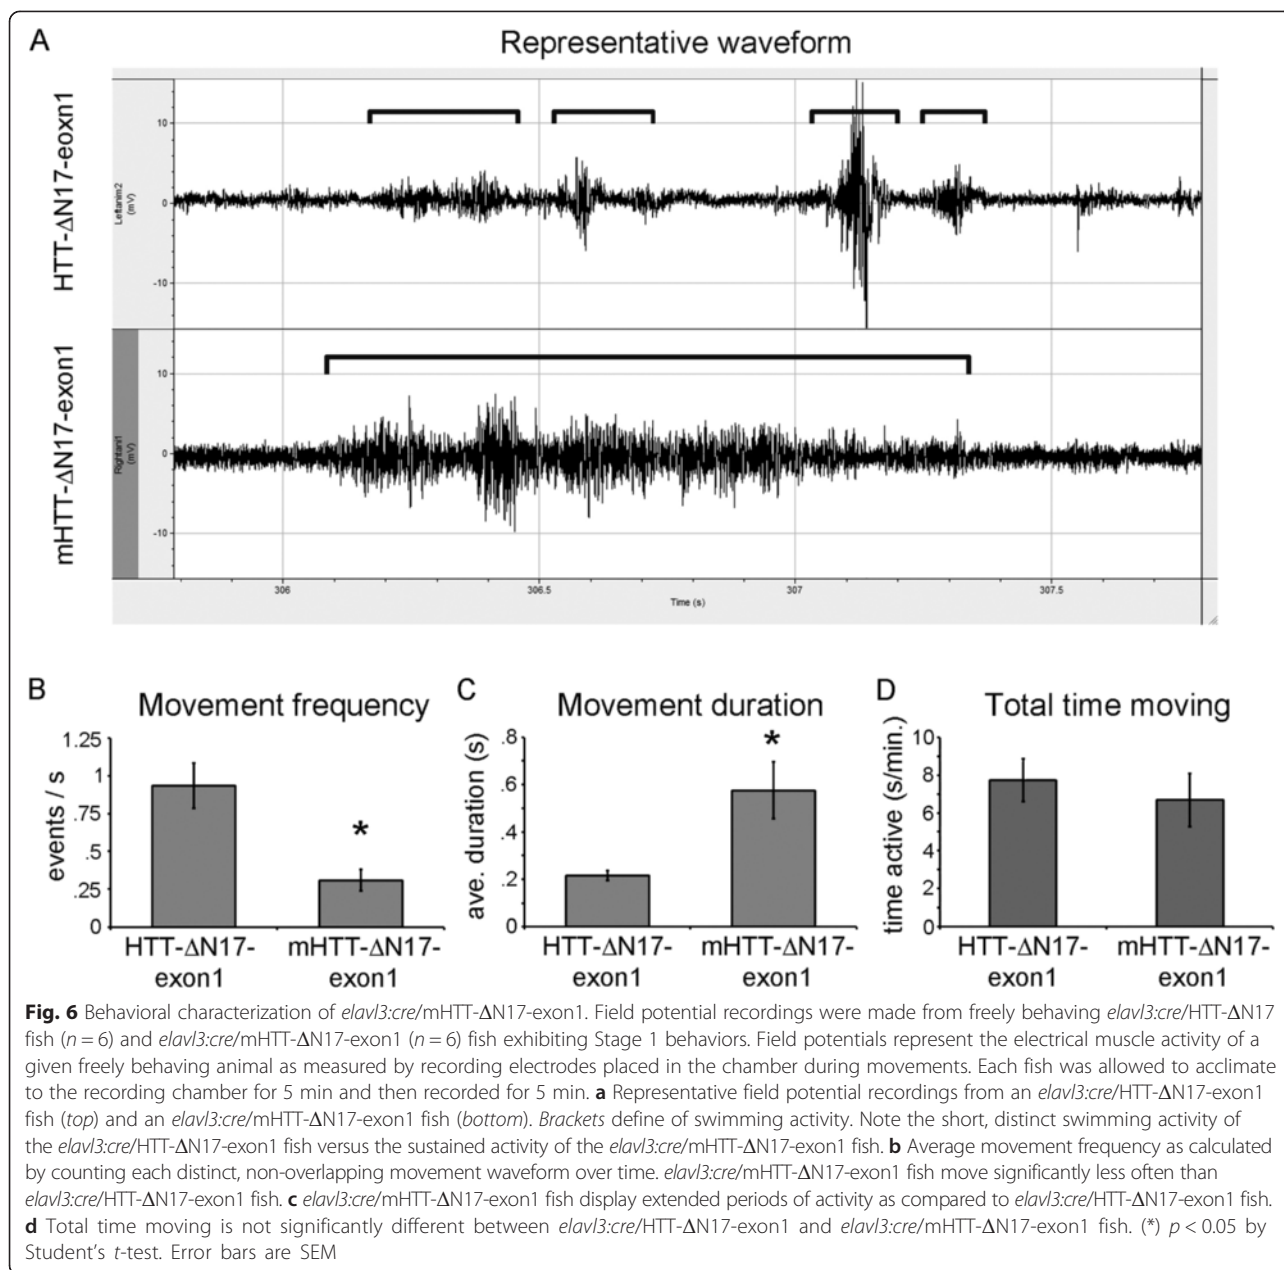 A
Representative waveform
HTT-ΔN17-eoxn1
Leftanim2
(mV)
10
0
-10
mHTT-ΔN17-exon1
Rightani1
(mV)
10
0
-10
306
306.5
307
307.5
Time (s)
B
Movement frequency
events / s
1.25
1
.75
.5
.25
0
*
HTT-ΔN17-
exon1
mHTT-ΔN17-
exon1
C
Movement duration
ave. duration (s)
.8
.6
.4
.2
0
*
HTT-ΔN17-
exon1
mHTT-ΔN17-
exon1
D
Total time moving
time active (s/min.)
10
8
6
4
2
0
HTT-ΔN17-
exon1
mHTT-ΔN17-
exon1
Fig. 6 Behavioral characterization of elavl3:cre/mHTT-ΔN17-exon1. Field potential recordings were made from freely behaving elavl3:cre/HTT-ΔN17
fish (n = 6) and elavl3:cre/mHTT-ΔN17-exon1 (n = 6) fish exhibiting Stage 1 behaviors. Field potentials represent the electrical muscle activity of a
given freely behaving animal as measured by recording electrodes placed in the chamber during movements. Each fish was allowed to acclimate
to the recording chamber for 5 min and then recorded for 5 min. a Representative field potential recordings from an elavl3:cre/HTT-ΔN17-exon1
fish (top) and an elavl3:cre/mHTT-ΔN17-exon1 fish (bottom). Brackets define of swimming activity. Note the short, distinct swimming activity of
the elavl3:cre/HTT-ΔN17-exon1 fish versus the sustained activity of the elavl3:cre/mHTT-ΔN17-exon1 fish. b Average movement frequency as calculated
by counting each distinct, non-overlapping movement waveform over time. elavl3:cre/mHTT-ΔN17-exon1 fish move significantly less often than
elavl3:cre/HTT-ΔN17-exon1 fish. c elavl3:cre/mHTT-ΔN17-exon1 fish display extended periods of activity as compared to elavl3:cre/HTT-ΔN17-exon1 fish.
d Total time moving is not significantly different between elavl3:cre/HTT-ΔN17-exon1 and elavl3:cre/mHTT-ΔN17-exon1 fish. (*) p < 0.05 by
Student's t-test. Error bars are SEM